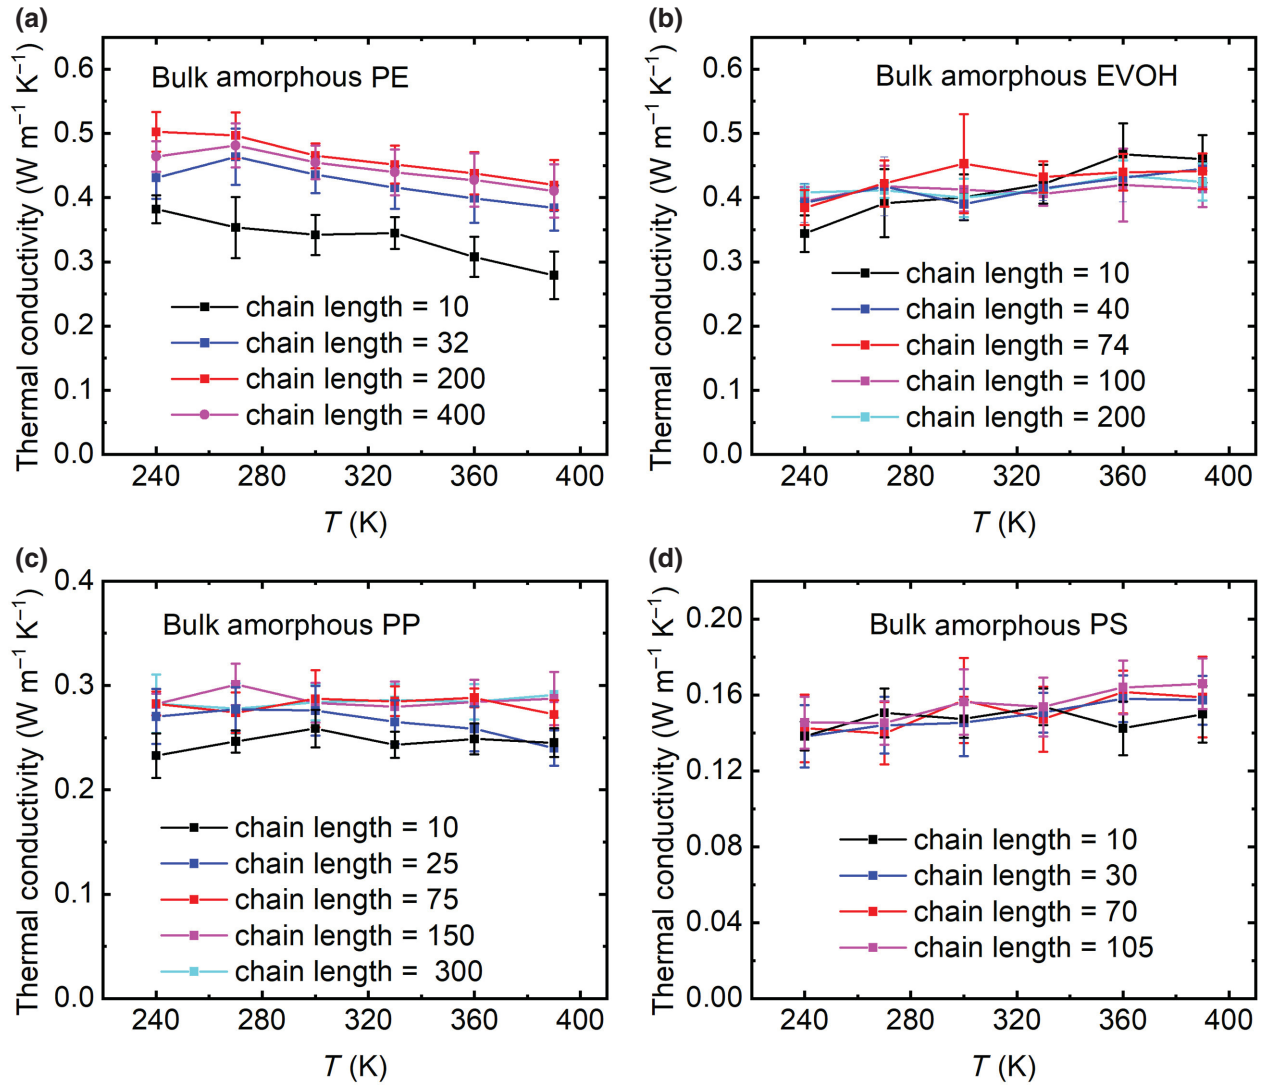 (a)
Bulk amorphous PE
Thermal conductivity (W m⁻¹ K⁻¹)
0.6
0.5
0.4
0.3
0.2
0.1
0.0
chain length = 10
chain length = 32
chain length = 200
chain length = 400
240 280 320 360 400
T (K)
(b)
Bulk amorphous EVOH
Thermal conductivity (W m⁻¹ K⁻¹)
0.6
0.5
0.4
0.3
0.2
0.1
0.0
chain length = 10
chain length = 40
chain length = 74
chain length = 100
chain length = 200
240 280 320 360 400
T (K)
(c)
Bulk amorphous PP
Thermal conductivity (W m⁻¹ K⁻¹)
0.4
0.3
0.2
0.1
0.0
chain length = 10
chain length = 25
chain length = 75
chain length = 150
chain length = 300
240 280 320 360 400
T (K)
(d)
Bulk amorphous PS
Thermal conductivity (W m⁻¹ K⁻¹)
0.20
0.16
0.12
0.08
0.04
0.00
chain length = 10
chain length = 30
chain length = 70
chain length = 105
240 280 320 360 400
T (K)